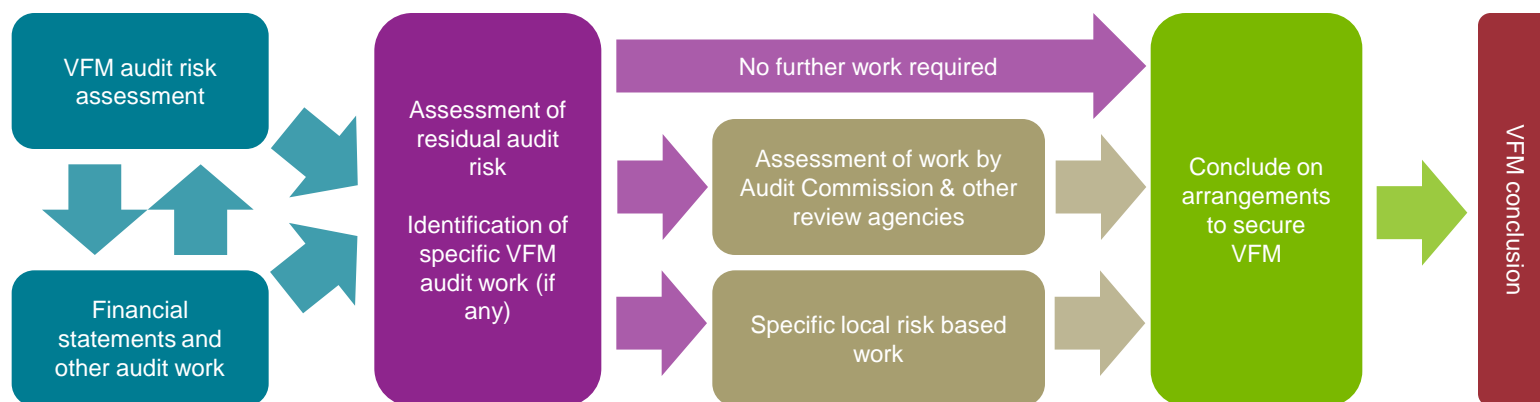 VFM audit risk
assessment
Financial
statements and
other audit work
Assessment of
residual audit
risk
Identification of
specific VFM
audit work (if
any)
No further work required
Assessment of work by
Audit Commission & other
review agencies
Specific local risk based
work
Conclude on
arrangements
to secure
VFM
VFM conclusion